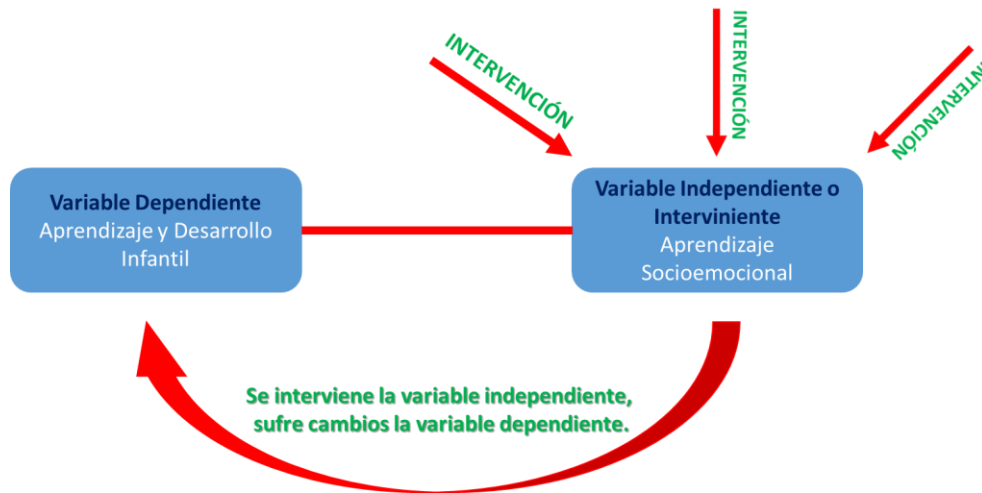 INTERVENCIÓN
INTERVENCIÓN
INTERVENCIÓN
Variable Dependiente
Aprendizaje y Desarrollo
Infantil
Variable Independiente o
Interviniente
Aprendizaje
Socioemocional
Se interviene la variable independiente,
sufre cambios la variable dependiente.